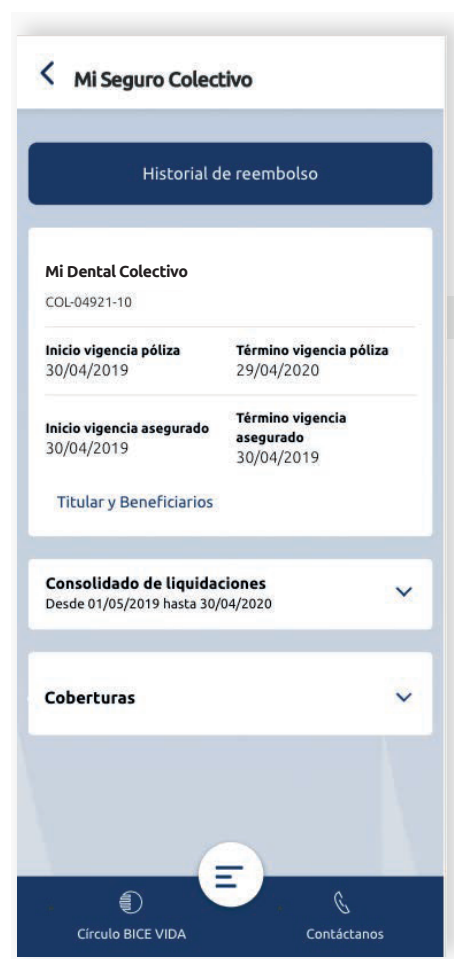 Mi Seguro Colectivo
Historial de reembolso
Mi Dental Colectivo
COL-04921-10
Inicio vigencia póliza
30/04/2019
Término vigencia póliza
29/04/2020
Inicio vigencia asegurado
30/04/2019
Término vigencia
asegurado
30/04/2019
Titular y Beneficiarios
Consolidado de liquidaciones
Desde 01/05/2019 hasta 30/04/2020
Coberturas
Círculo BICE VIDA
Contáctanos